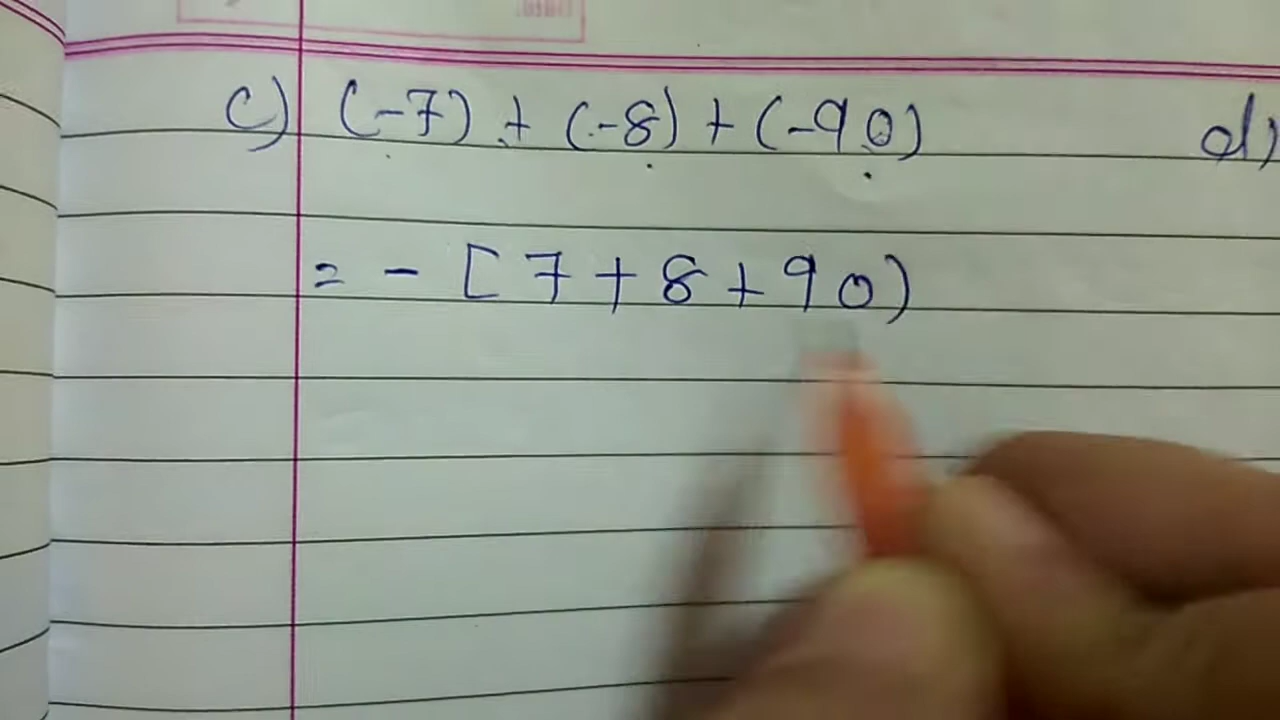 c) (-7) + (-8) + (-90) d)
= - [7+8+90)